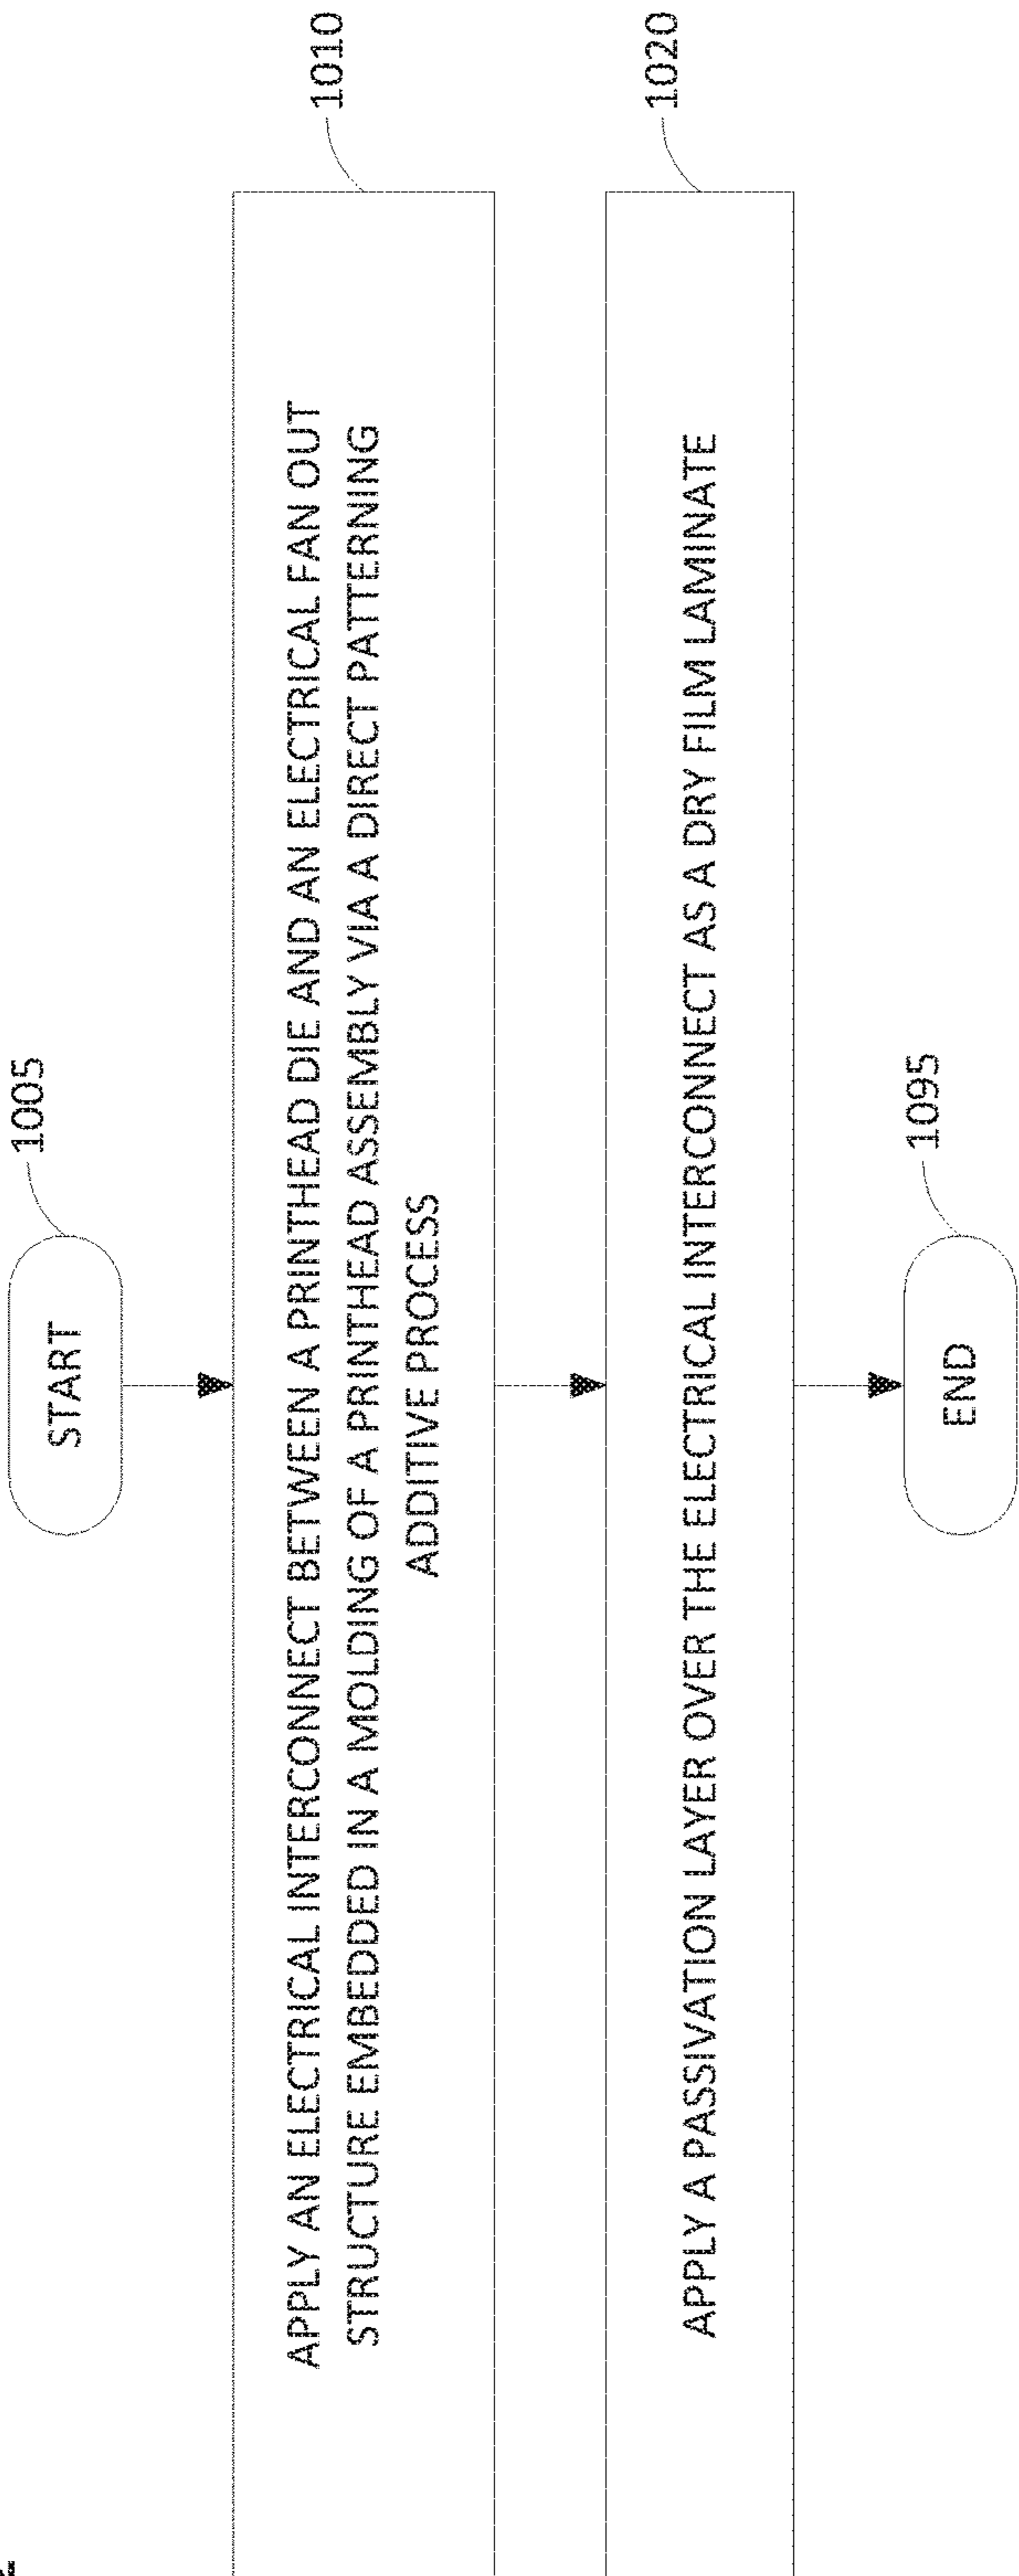 START
1005
APPLY AN ELECTRICAL INTERCONNECT BETWEEN A PRINTHEAD DIE AND AN ELECTRICAL FAN OUT
STRUCTURE EMBEDDED IN A MOLDING OF A PRINTHEAD ASSEMBLY VIA A DIRECT PATTERNING
ADDITIVE PROCESS
1010
APPLY A PASSIVATION LAYER OVER THE ELECTRICAL INTERCONNECT AS A DRY FILM LAMINATE
1020
END
1095